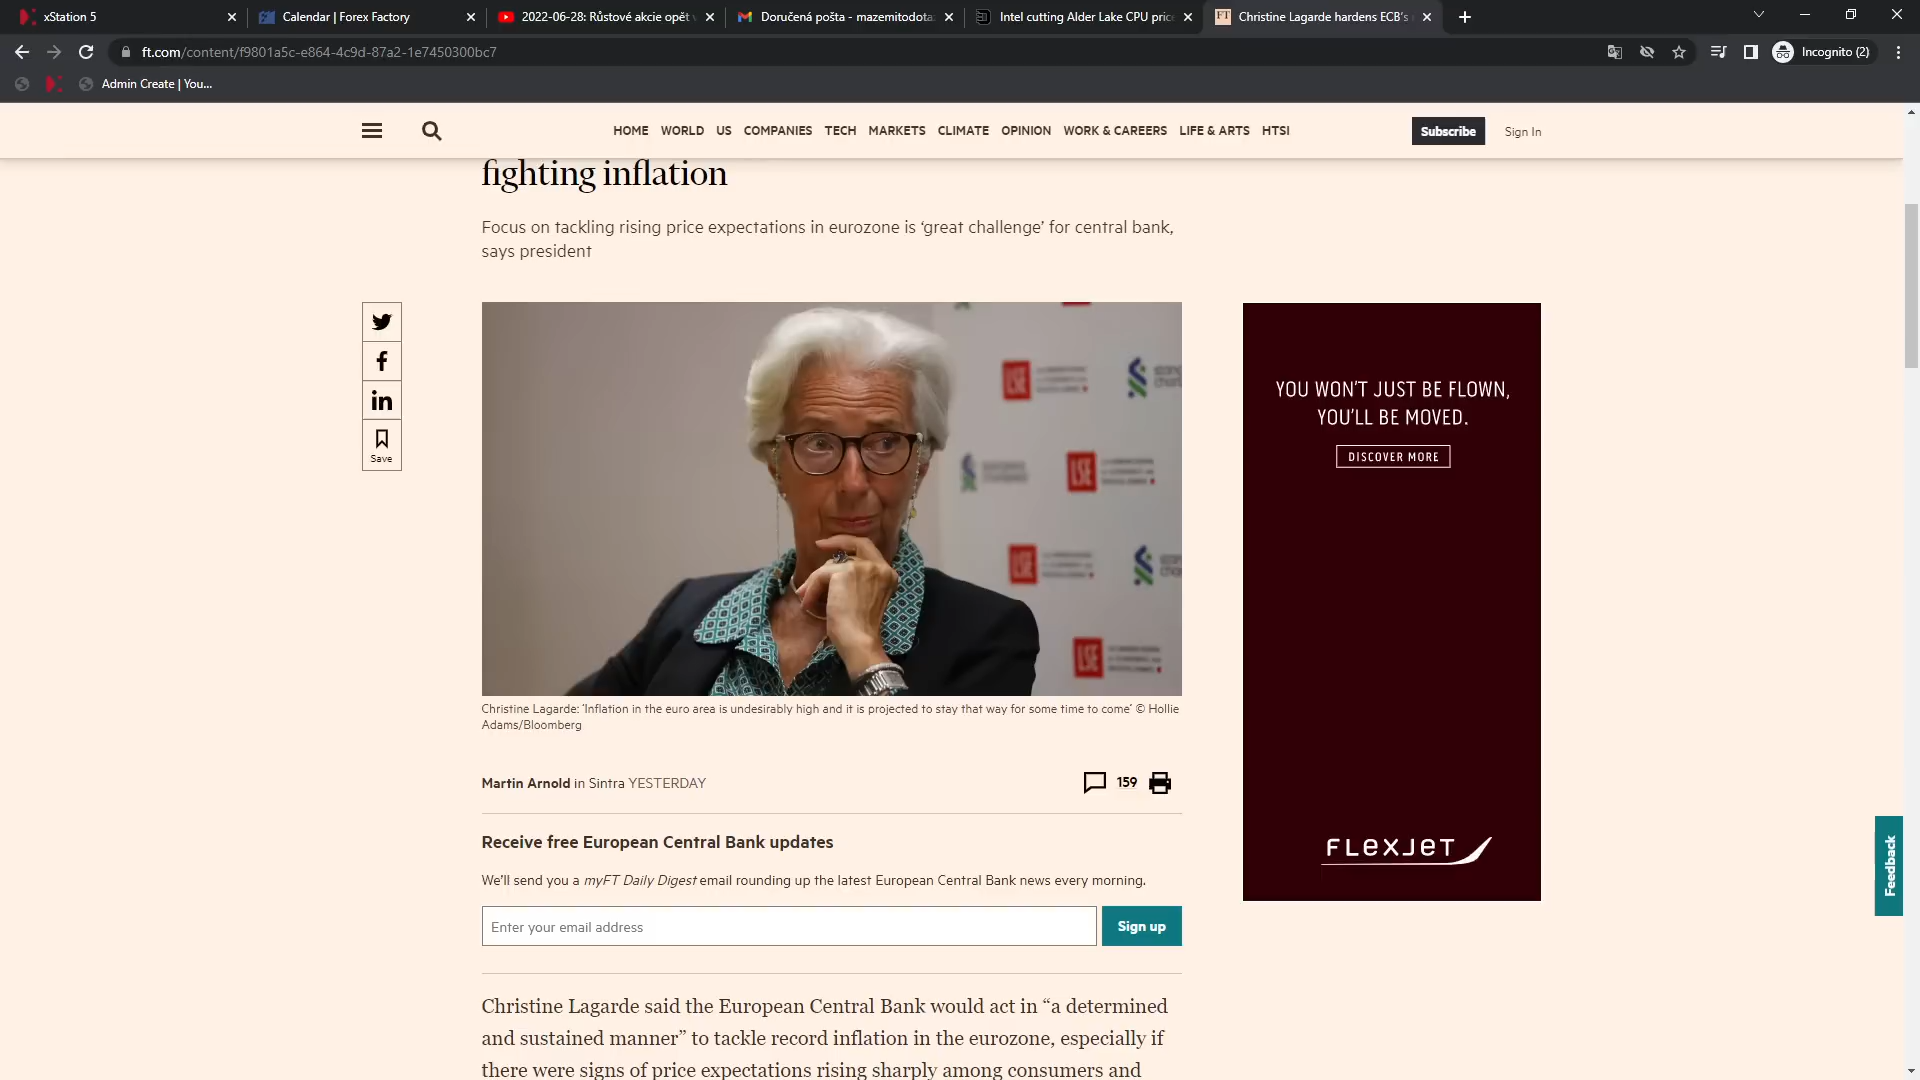 xStation 5
Calendar | Forex Factory
2022-06-28: Růstové akcie opět
Doručená pošta - mazemitodota
Intel cutting Alder Lake CPU pric
Christine Lagarde hardens ECB's
ft.com/content/f9801a5c-e864-4c9d-87a2-1e7450300bc7
Incognito (2)
Admin Create | You...
HOME WORLD US COMPANIES TECH MARKETS CLIMATE OPINION WORK & CAREERS LIFE & ARTS HTSI
Subscribe
Sign In
fighting inflation
Focus on tackling rising price expectations in eurozone is ‘great challenge’ for central bank,
says president
Save
LSE
LSE
LSE
LSE
Christine Lagarde: ‘Inflation in the euro area is undesirably high and it is projected to stay that way for some time to come’ © Hollie
Adams/Bloomberg
Martin Arnold in Sintra YESTERDAY
159
Receive free European Central Bank updates
We’ll send you a myFT Daily Digest email rounding up the latest European Central Bank news every morning.
Enter your email address
Sign up
Christine Lagarde said the European Central Bank would act in “a determined
and sustained manner” to tackle record inflation in the eurozone, especially if
there were signs of price expectations rising sharply among consumers and
YOU WON'T JUST BE FLOWN,
YOU'LL BE MOVED.
DISCOVER MORE
FLEXJET
Feedback